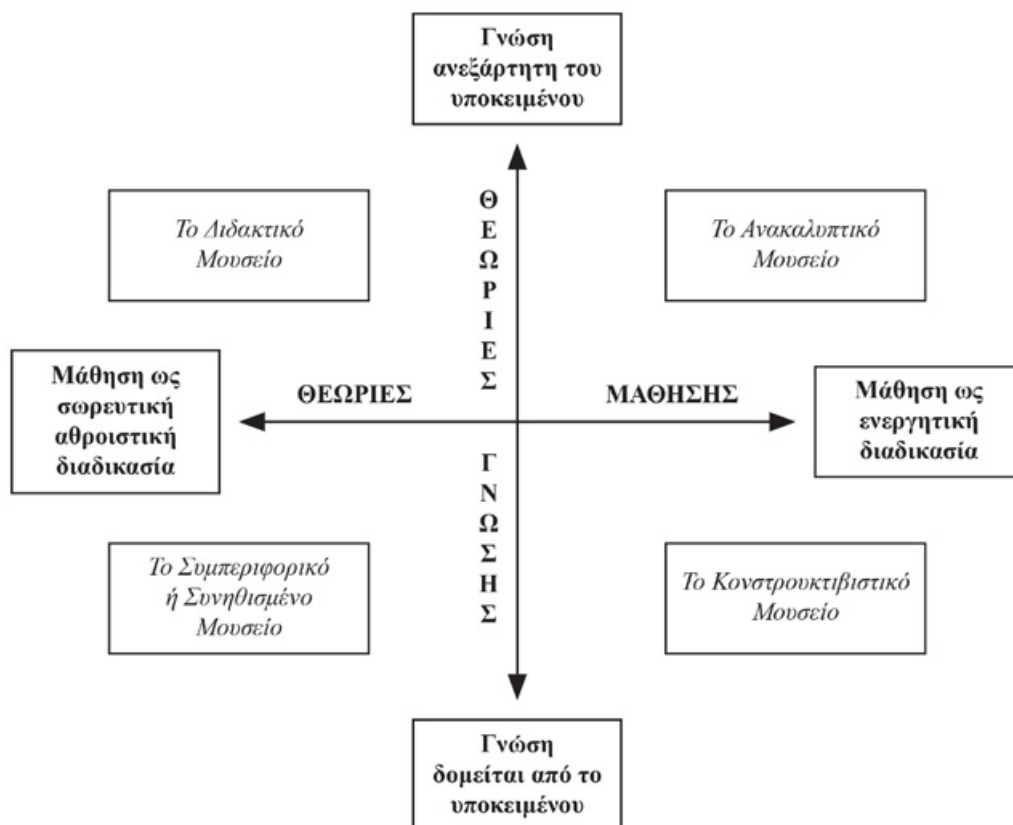 Γνώση
ανεξάρτητη του
υποκειμένου
Το Διδακτικό
Μουσείο
Το Ανακαλυπτικό
Μουσείο
Θ
Ε
Ω
Ρ
Ι
Ε
Σ
Μάθηση ως
σωρευτική
αθροιστική
διαδικασία
ΘΕΩΡΙΕΣ
ΜΑΘΗΣΗΣ
Μάθηση ως
ενεργητική
διαδικασία
Γ
Ν
Ω
Σ
Η
Σ
Το Συμπεριφορικό
ή Συνηθισμένο
Μουσείο
Το Κονστρουκτιβιστικό
Μουσείο
Γνώση
δομείται από το
υποκειμένου